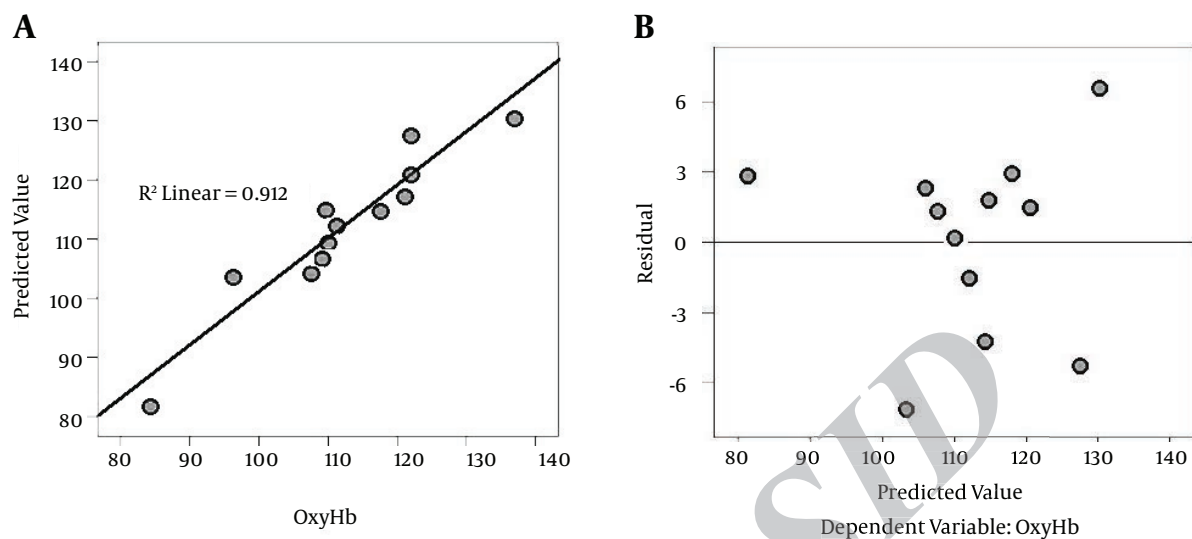 A
140
130
120
110
100
90
80
Predicted Value
R² Linear = 0.912
80 90 100 110 120 130 140
OxyHb
B
6
3
0
-3
-6
Residual
80 90 100 110 120 130 140
Predicted Value
Dependent Variable: OxyHb
SID